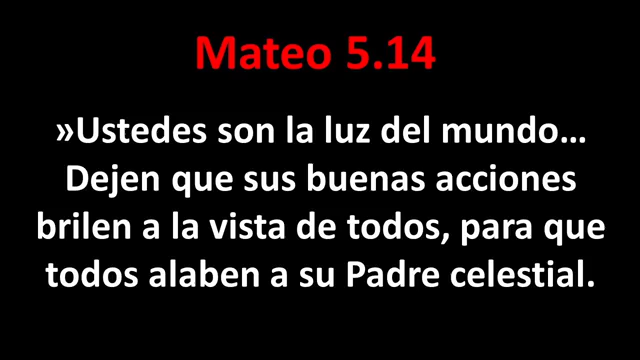 Mateo 5.14
»Ustedes son la luz del mundo…
Dejen que sus buenas acciones
brilen a la vista de todos, para que
todos alaben a su Padre celestial.